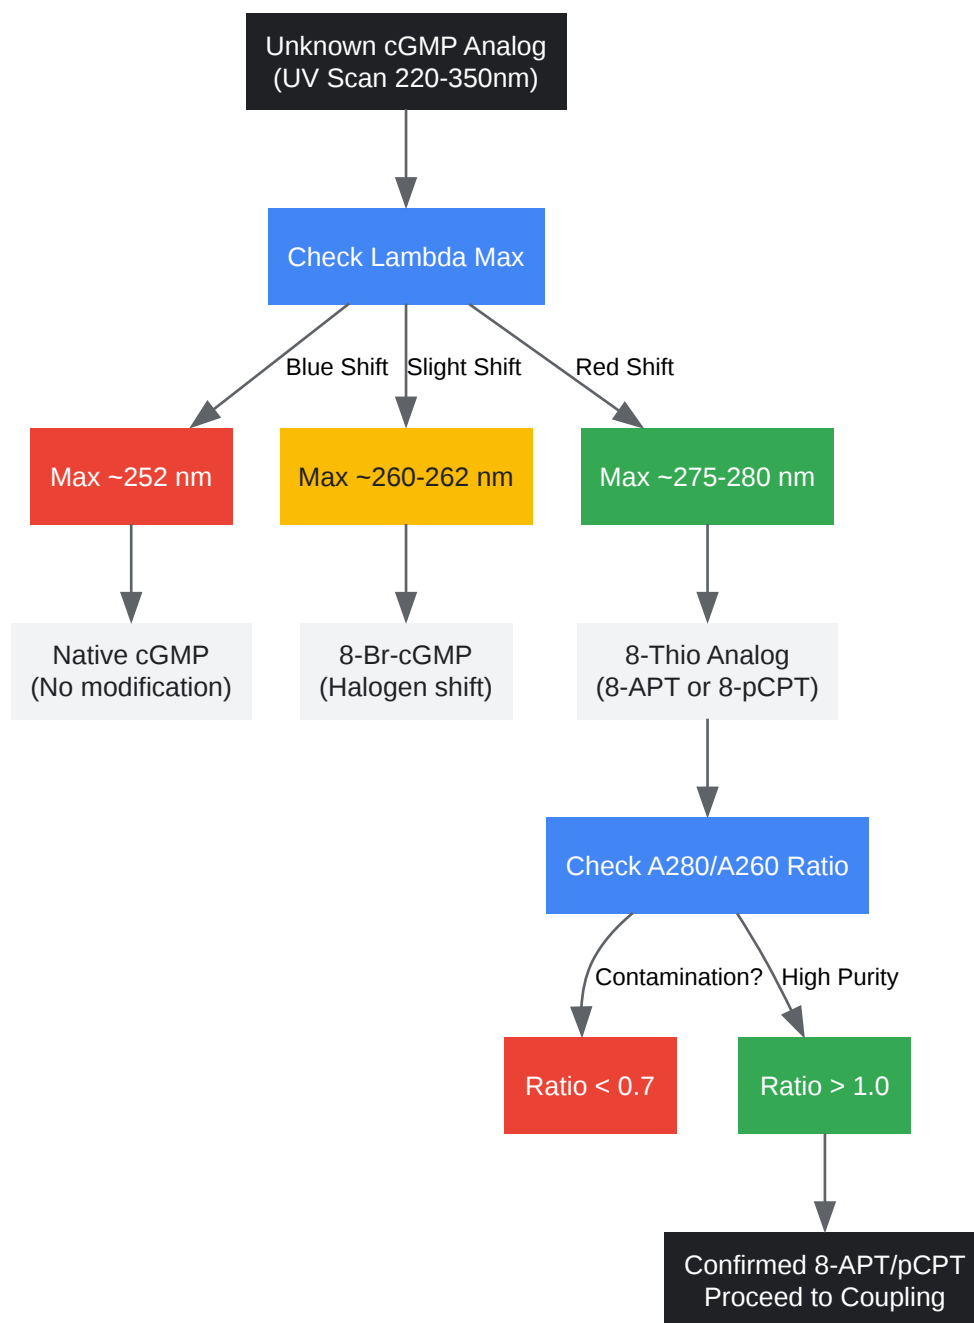 Unknown cGMP Analog
(UV Scan 220-350nm)
Check Lambda Max
Blue Shift
Slight Shift
Red Shift
Max ~252 nm
Max ~260-262 nm
Max ~275-280 nm
Native cGMP
(No modification)
8-Br-cGMP
(Halogen shift)
8-Thio Analog
(8-APT or 8-pCPT)
Check A280/A260 Ratio
Contamination?
High Purity
Ratio < 0.7
Ratio > 1.0
Confirmed 8-APT/pCPT
Proceed to Coupling